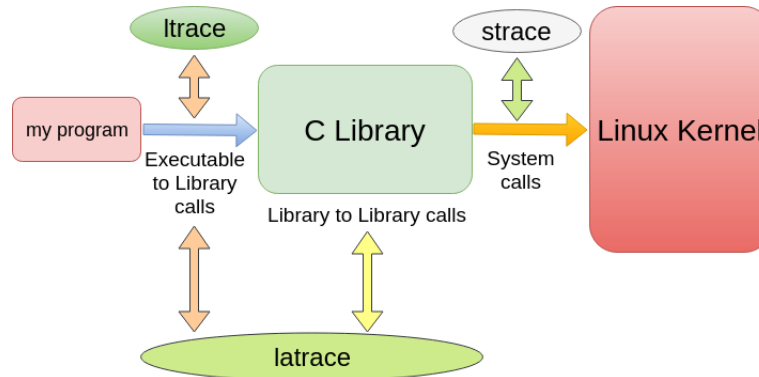 ltrace
strace
my program
C Library
Linux Kernel
Executable
to Library
calls
System
calls
Library to Library calls
latrace